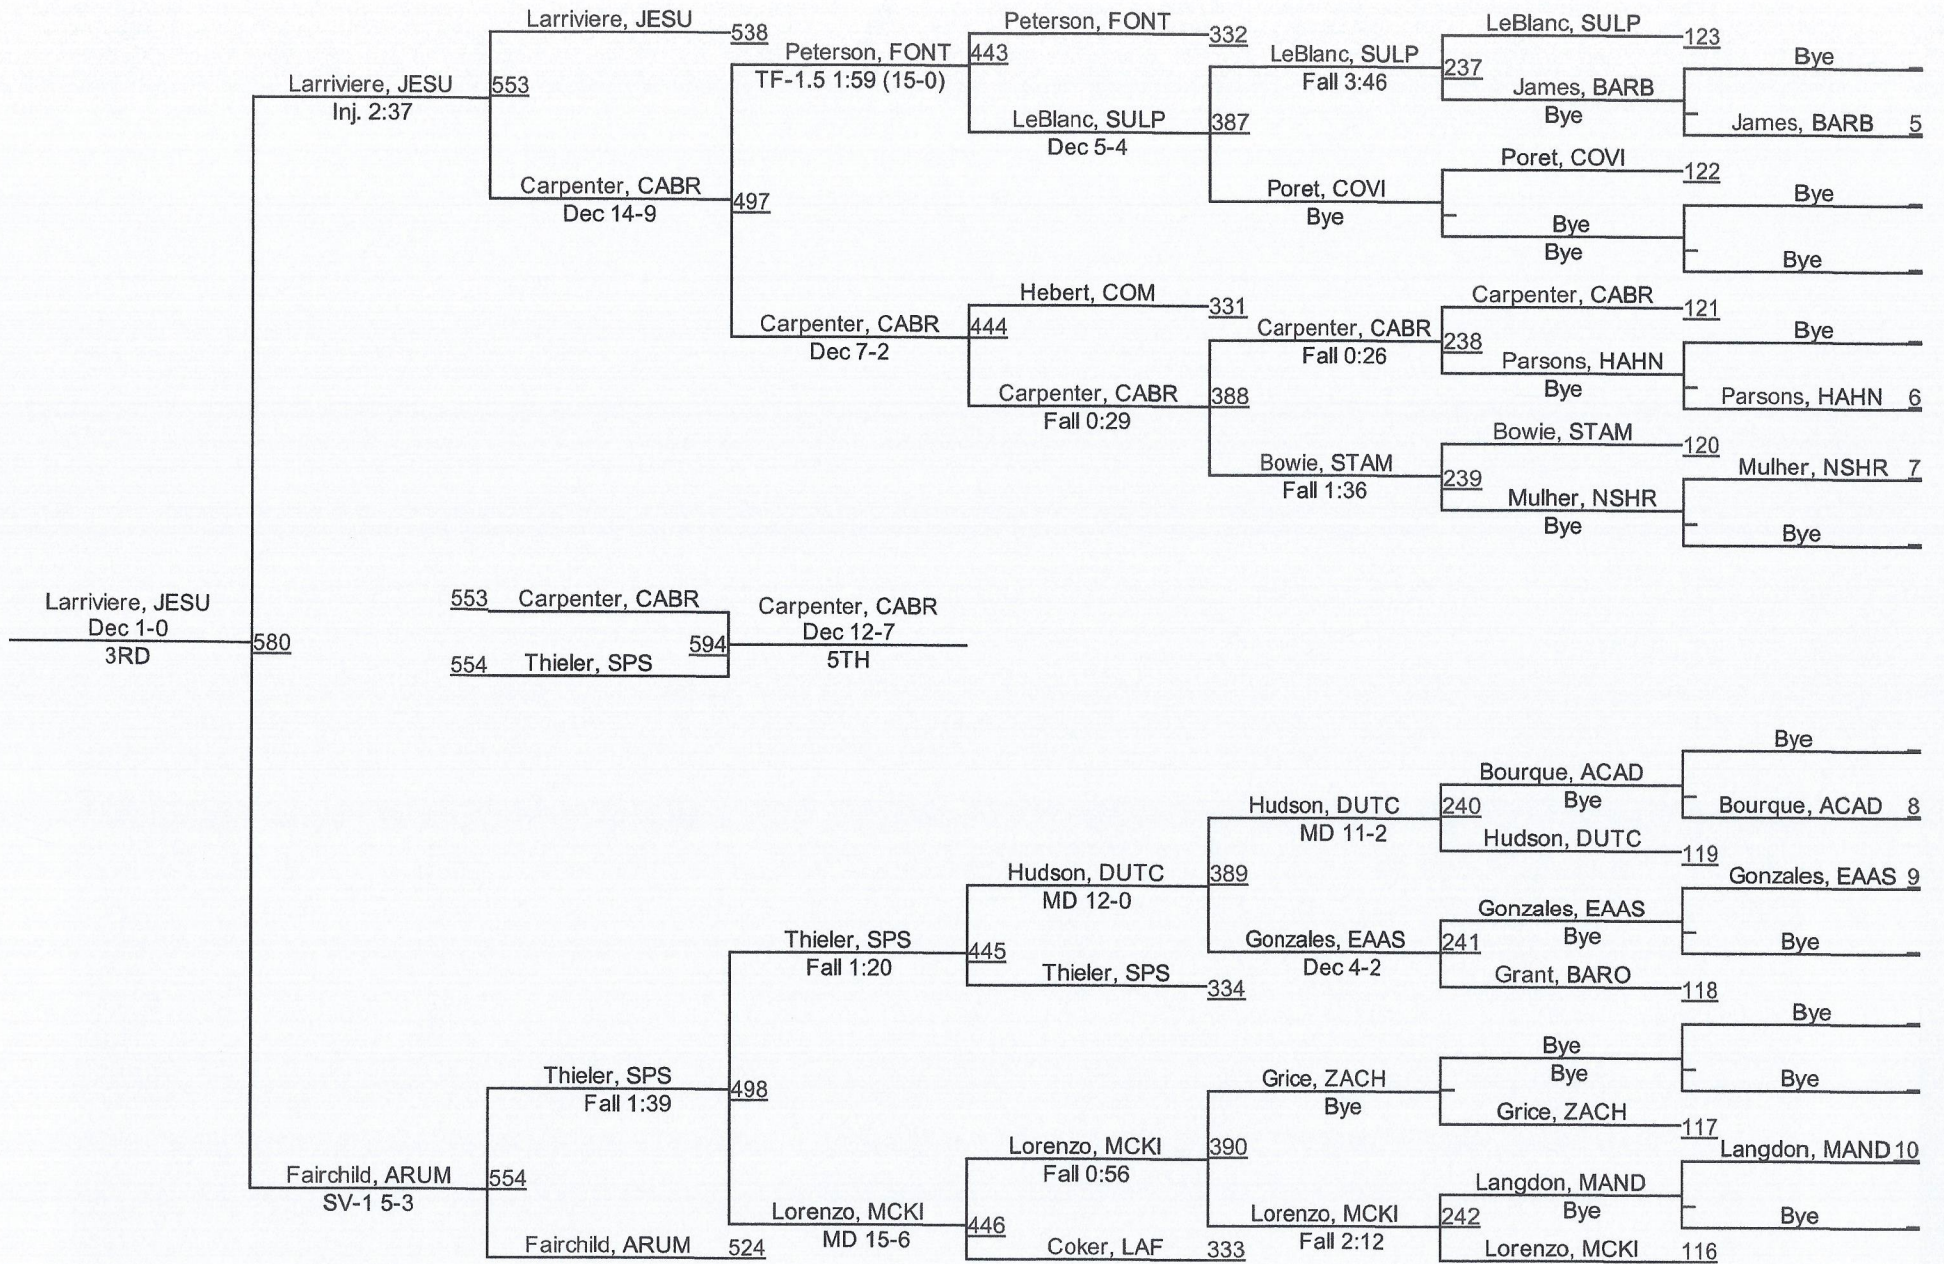 Larriviere, JESU
538
Larriviere, JESU
Inj. 2:37
553
Carpenter, CABR
Dec 14-9
497
Peterson, FONT
TF-1.5 1:59 (15-0)
443
Peterson, FONT
332
LeBlanc, SULP
Dec 5-4
387
LeBlanc, SULP
Fall 3:46
237
LeBlanc, SULP
123
James, BARB
Bye
Bye
James, BARB 5
Poret, COVI
Bye
Poret, COVI
122
Bye
Bye
Bye
Bye
Carpenter, CABR
Dec 7-2
444
Hebert, COM
331
Carpenter, CABR
Fall 0:29
388
Carpenter, CABR
Fall 0:26
238
Carpenter, CABR
121
Parsons, HAHN
Bye
Bye
Parsons, HAHN 6
Bowie, STAM
Fall 1:36
239
Bowie, STAM
120
Mulher, NSHR
Bye
Mulher, NSHR 7
Bye
Larriviere, JESU
Dec 1-0
3RD
580
553 Carpenter, CABR
554 Thieler, SPS
594
Carpenter, CABR
Dec 12-7
5TH
Fairchild, ARUM
SV-1 5-3
554
Thieler, SPS
Fall 1:39
498
Fairchild, ARUM 524
Thieler, SPS
Fall 1:20
445
Hudson, DUTC
MD 12-0
389
Thieler, SPS
334
Hudson, DUTC
MD 11-2
240
Bourque, ACAD
Bye
Bye
Bourque, ACAD 8
Hudson, DUTC
119
Gonzales, EAAS
Dec 4-2
241
Gonzales, EAAS
Bye
Gonzales, EAAS 9
Bye
Grant, BARO
118
Lorenzo, MCKI
MD 15-6
446
Lorenzo, MCKI
Fall 0:56
390
Coker, LAF 333
Grice, ZACH
Bye
Bye
Bye
Bye
Bye
Grice, ZACH
117
Lorenzo, MCKI
Fall 2:12
242
Langdon, MAND
Bye
Langdon, MAND 10
Bye
Lorenzo, MCKI 116